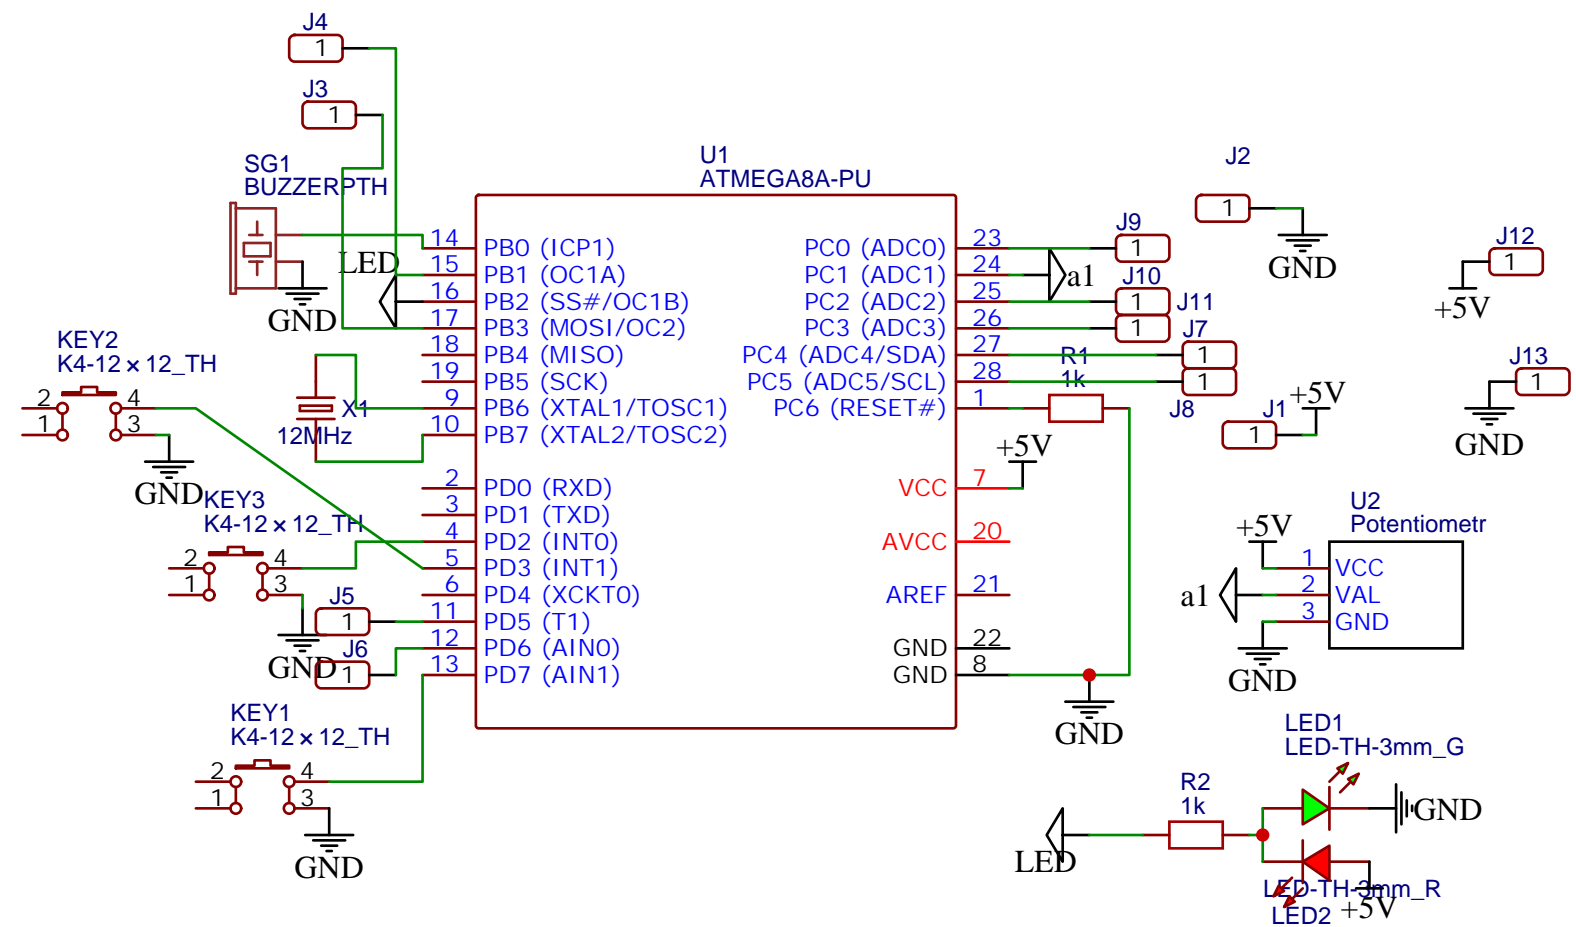 J4
1
J3
1
SG1
BUZZERPTH
GND
LED
KEY2
K4-12×12_TH
2
1
4
3
GND
X1
12MHz
KEY3
K4-12×12_TH
2
1
4
3
GND
J5
1
J6
1
KEY1
K4-12×12_TH
2
1
4
3
GND
U1
ATMEGA8A-PU
14 PB0 (ICP1)
15 PB1 (OC1A)
16 PB2 (SS#/OC1B)
17 PB3 (MOSI/OC2)
18 PB4 (MISO)
19 PB5 (SCK)
9 PB6 (XTAL1/TOSC1)
10 PB7 (XTAL2/TOSC2)
2 PD0 (RXD)
3 PD1 (TXD)
4 PD2 (INT0)
5 PD3 (INT1)
6 PD4 (XCKT0)
11 PD5 (T1)
12 PD6 (AIN0)
13 PD7 (AIN1)
PC0 (ADC0) 23
PC1 (ADC1) 24
PC2 (ADC2) 25
PC3 (ADC3) 26
PC4 (ADC4/SDA) 27
PC5 (ADC5/SCL) 28
PC6 (RESET#) 1
VCC 7
AVCC 20
AREF 21
GND 22
GND 8
J9
1
a1
J10
1
J11
1
J7
1
J8
1
R1
1k
+5V
GND
J2
1
GND
J12
1
+5V
J13
1
GND
J1
1
+5V
U2
Potentiometr
+5V
1 VCC
a1
2 VAL
3 GND
GND
LED1
LED-TH-3mm_G
GND
R2
1k
LED
LED-TH-3mm_R
LED2
+5V